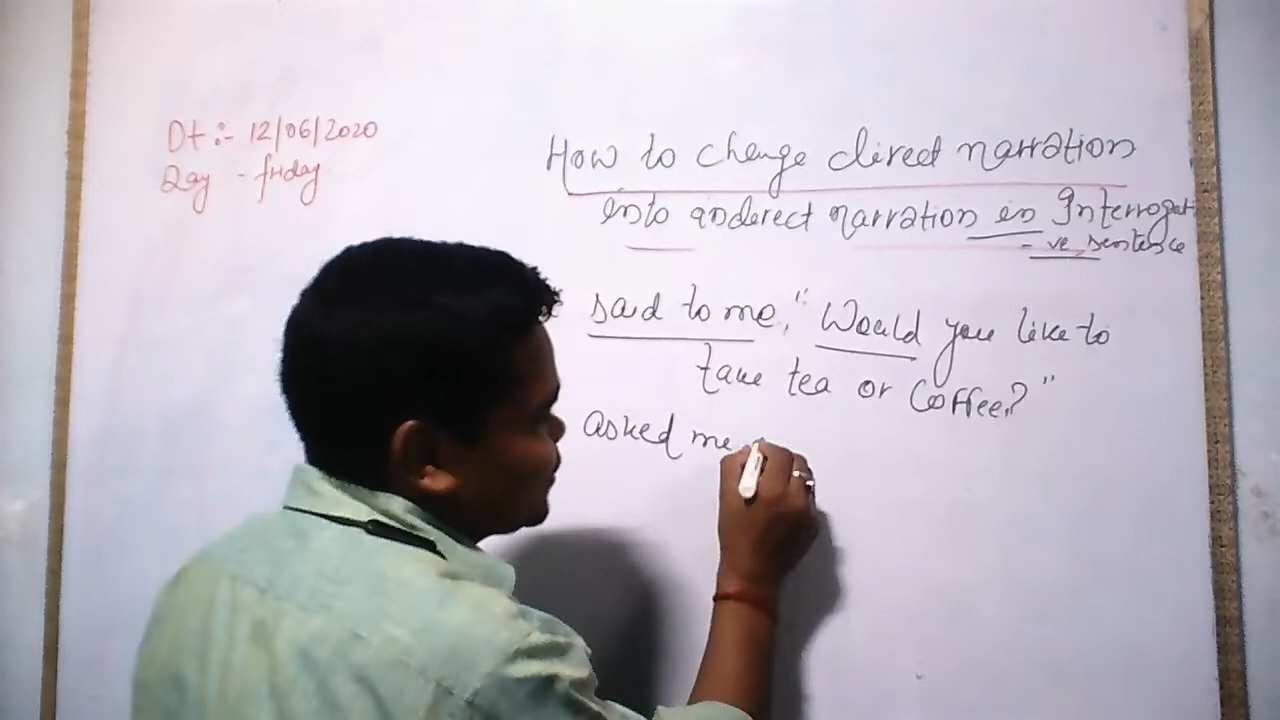 Dt :- 12/06/2020
Day - friday
How to change direct narration
into indirect narration in Interrogat
- ve sentence
said to me, "Would you like to
take tea or Coffee?"
asked me